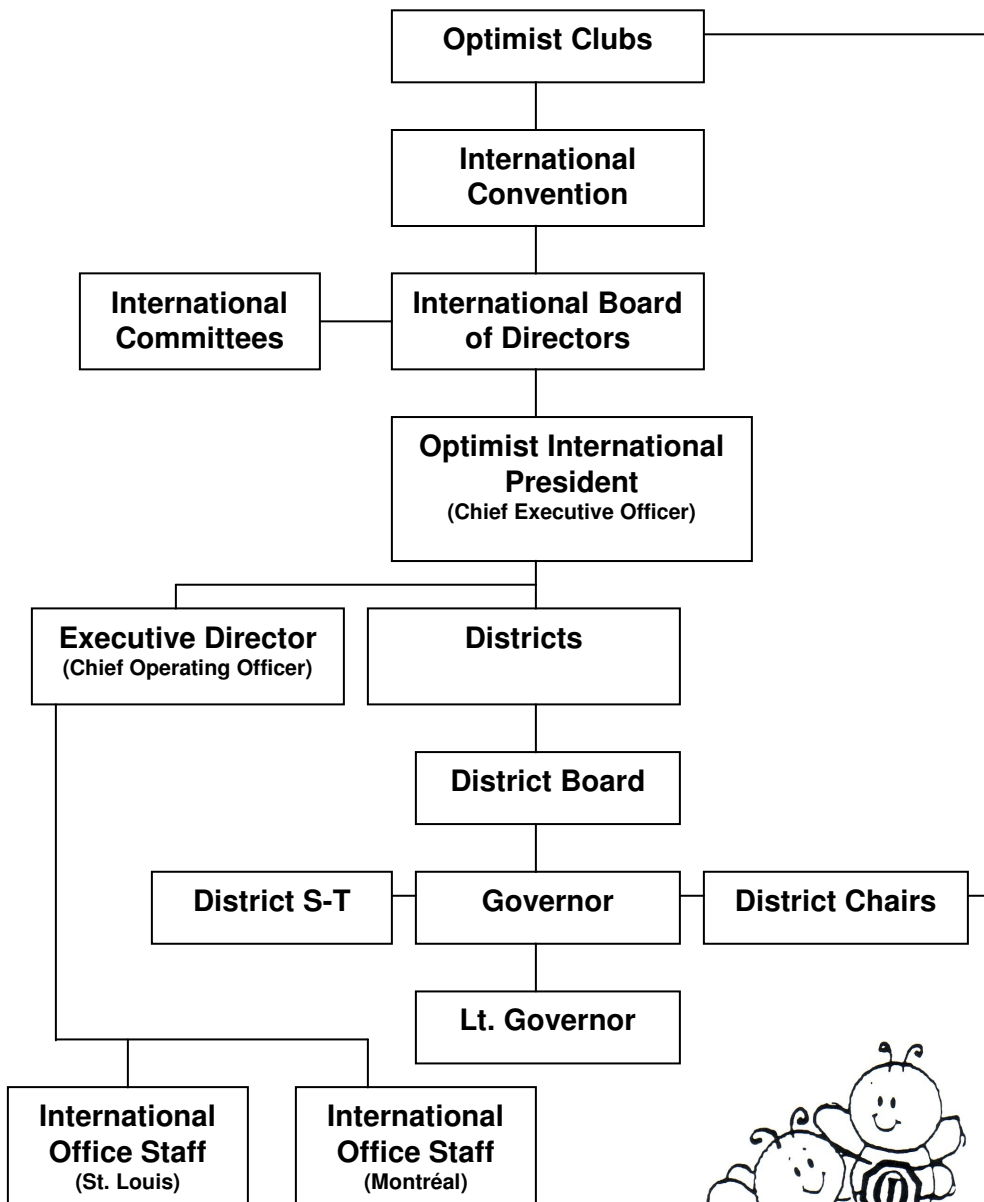 Optimist Clubs
International
Convention
International
Committees
International Board
of Directors
Optimist International
President
(Chief Executive Officer)
Executive Director
(Chief Operating Officer)
Districts
District Board
District S-T
Governor
District Chairs
Lt. Governor
International
Office Staff
(St. Louis)
International
Office Staff
(Montréal)